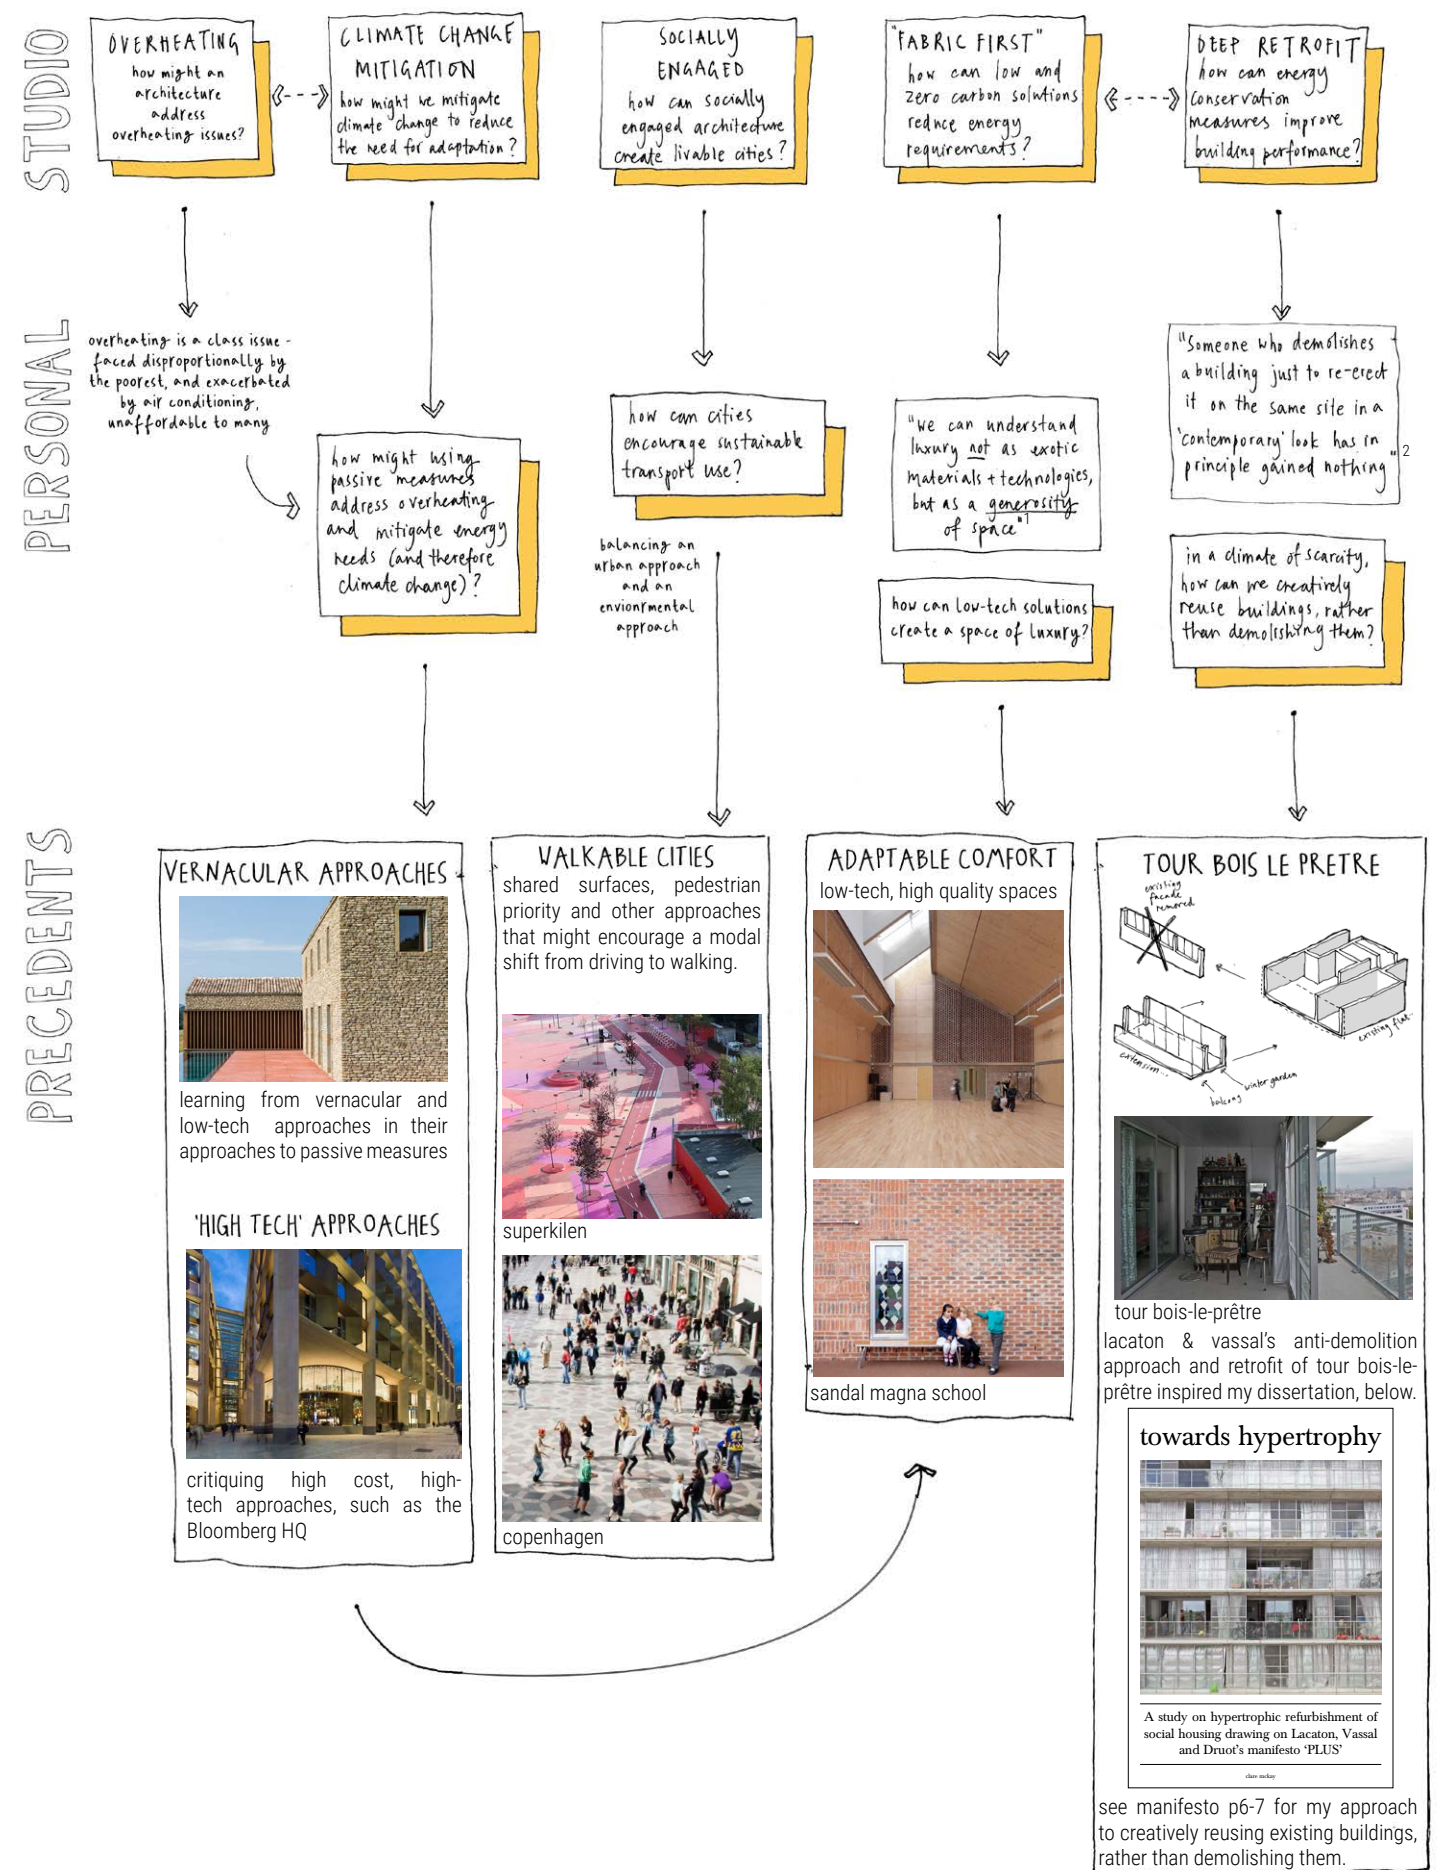 STUDIO
OVERHEATING
how might an
architecture
address
overheating issues?
CLIMATE CHANGE
MITIGATION
how might we mitigate
climate change to reduce
the need for adaptation?
SOCIALLY
ENGAGED
how can socially
engaged architecture
create livable cities?
"FABRIC FIRST"
how can low and
zero carbon solutions
reduce energy
requirements?
DEEP RETROFIT
how can energy
conservation
measures improve
building performance?
PERSONAL
overheating is a class issue -
faced disproportionally by
the poorest, and exacerbated
by air conditioning,
unaffordable to many
how might using
passive measures
address overheating
and mitigate energy
needs (and therefore
climate change)?
how can cities
encourage sustainable
transport use?
balancing an
urban approach
and an
envionrmental
approach
"we can understand
luxury not as exotic
materials + technologies,
but as a generosity
of space"1
how can low-tech solutions
create a space of luxury?
"Someone who demolishes
a building just to re-erect
it on the same site in a
'contemporary' look has in
principle gained nothing" 2
in a climate of scarcity,
how can we creatively
reuse buildings, rather
than demolishing them?
PRECEDENTS
VERNACULAR APPROACHES
learning from vernacular and
low-tech approaches in their
approaches to passive measures
'HIGH TECH' APPROACHES
critiquing high cost, high-
tech approaches, such as the
Bloomberg HQ
WALKABLE CITIES
shared surfaces, pedestrian
priority and other approaches
that might encourage a modal
shift from driving to walking.
superkilen
copenhagen
ADAPTABLE COMFORT
low-tech, high quality spaces
sandal magna school
TOUR BOIS LE PRETRE
existing
facade
removed
existing flat..
extension...
winter garden
balcony
tour bois-le-prêtre
lacaton & vassal's anti-demolition
approach and retrofit of tour bois-le-
prêtre inspired my dissertation, below.
towards hypertrophy
A study on hypertrophic refurbishment of
social housing drawing on Lacaton, Vassal
and Druot's manifesto 'PLUS'
clare mckay
see manifesto p6-7 for my approach
to creatively reusing existing buildings,
rather than demolishing them.